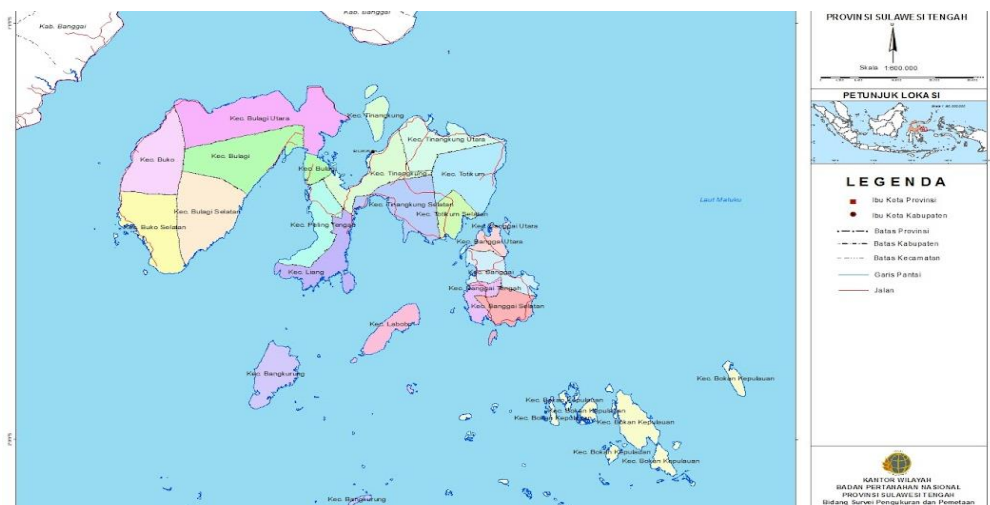 Kab. Banggai
Kab. Banggai
Kec. Tinangkung
Kec. Bulagi Utara
Kec. Tinangkung Utara
Kec. Buko
Kec. Bulagi
Kec. Tinangkung
Kec. Totikum
Kec. Tinangkung Selatan
Kec. Bulagi Selatan
Kec. Totikum Selatan
Kec. Buko Selatan
Kec. Peling Tengah
Kec. Banggai Utara
Kec. Banggai Utara
Kec. Liang
Kec. Banggai
Kec. Banggai Tengah
Kec. Banggai Selatan
Kec. Labobo
Kec. Bangkurung
Kec. Bokan Kepulauan
Kec. Bokan Kepulauan
Kec. Bokan Kepulauan
Kec. Bokan Kepulauan
Kec. Bokan Kepulauan
Kec. Bokan Kepulauan
Kec. Bokan Kepulauan
Kec. Bangkurung
Laut Maluku
PROVINSI SULAWESI TENGAH
Skala 1:600.000
PETUNJUK LOKASI
LEGENDA
Ibu Kota Provinsi
Ibu Kota Kabupaten
Batas Provinsi
Batas Kabupaten
Batas Kecamatan
Garis Pantai
Jalan
KANTOR WILAYAH
BADAN PERTANAHAN NASIONAL
PROVINSI SULAWESI TENGAH
Bidang Survei Pengukuran dan Pemetaan